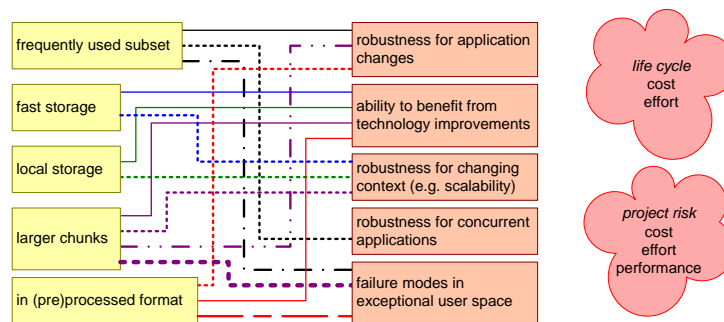 frequently used subset
fast storage
local storage
larger chunks
in (pre)processed format
robustness for application
changes
ability to benefit from
technology improvements
robustness for changing
context (e.g. scalability)
robustness for concurrent
applications
failure modes in
exceptional user space
life cycle
cost
effort
project risk
cost
effort
performance